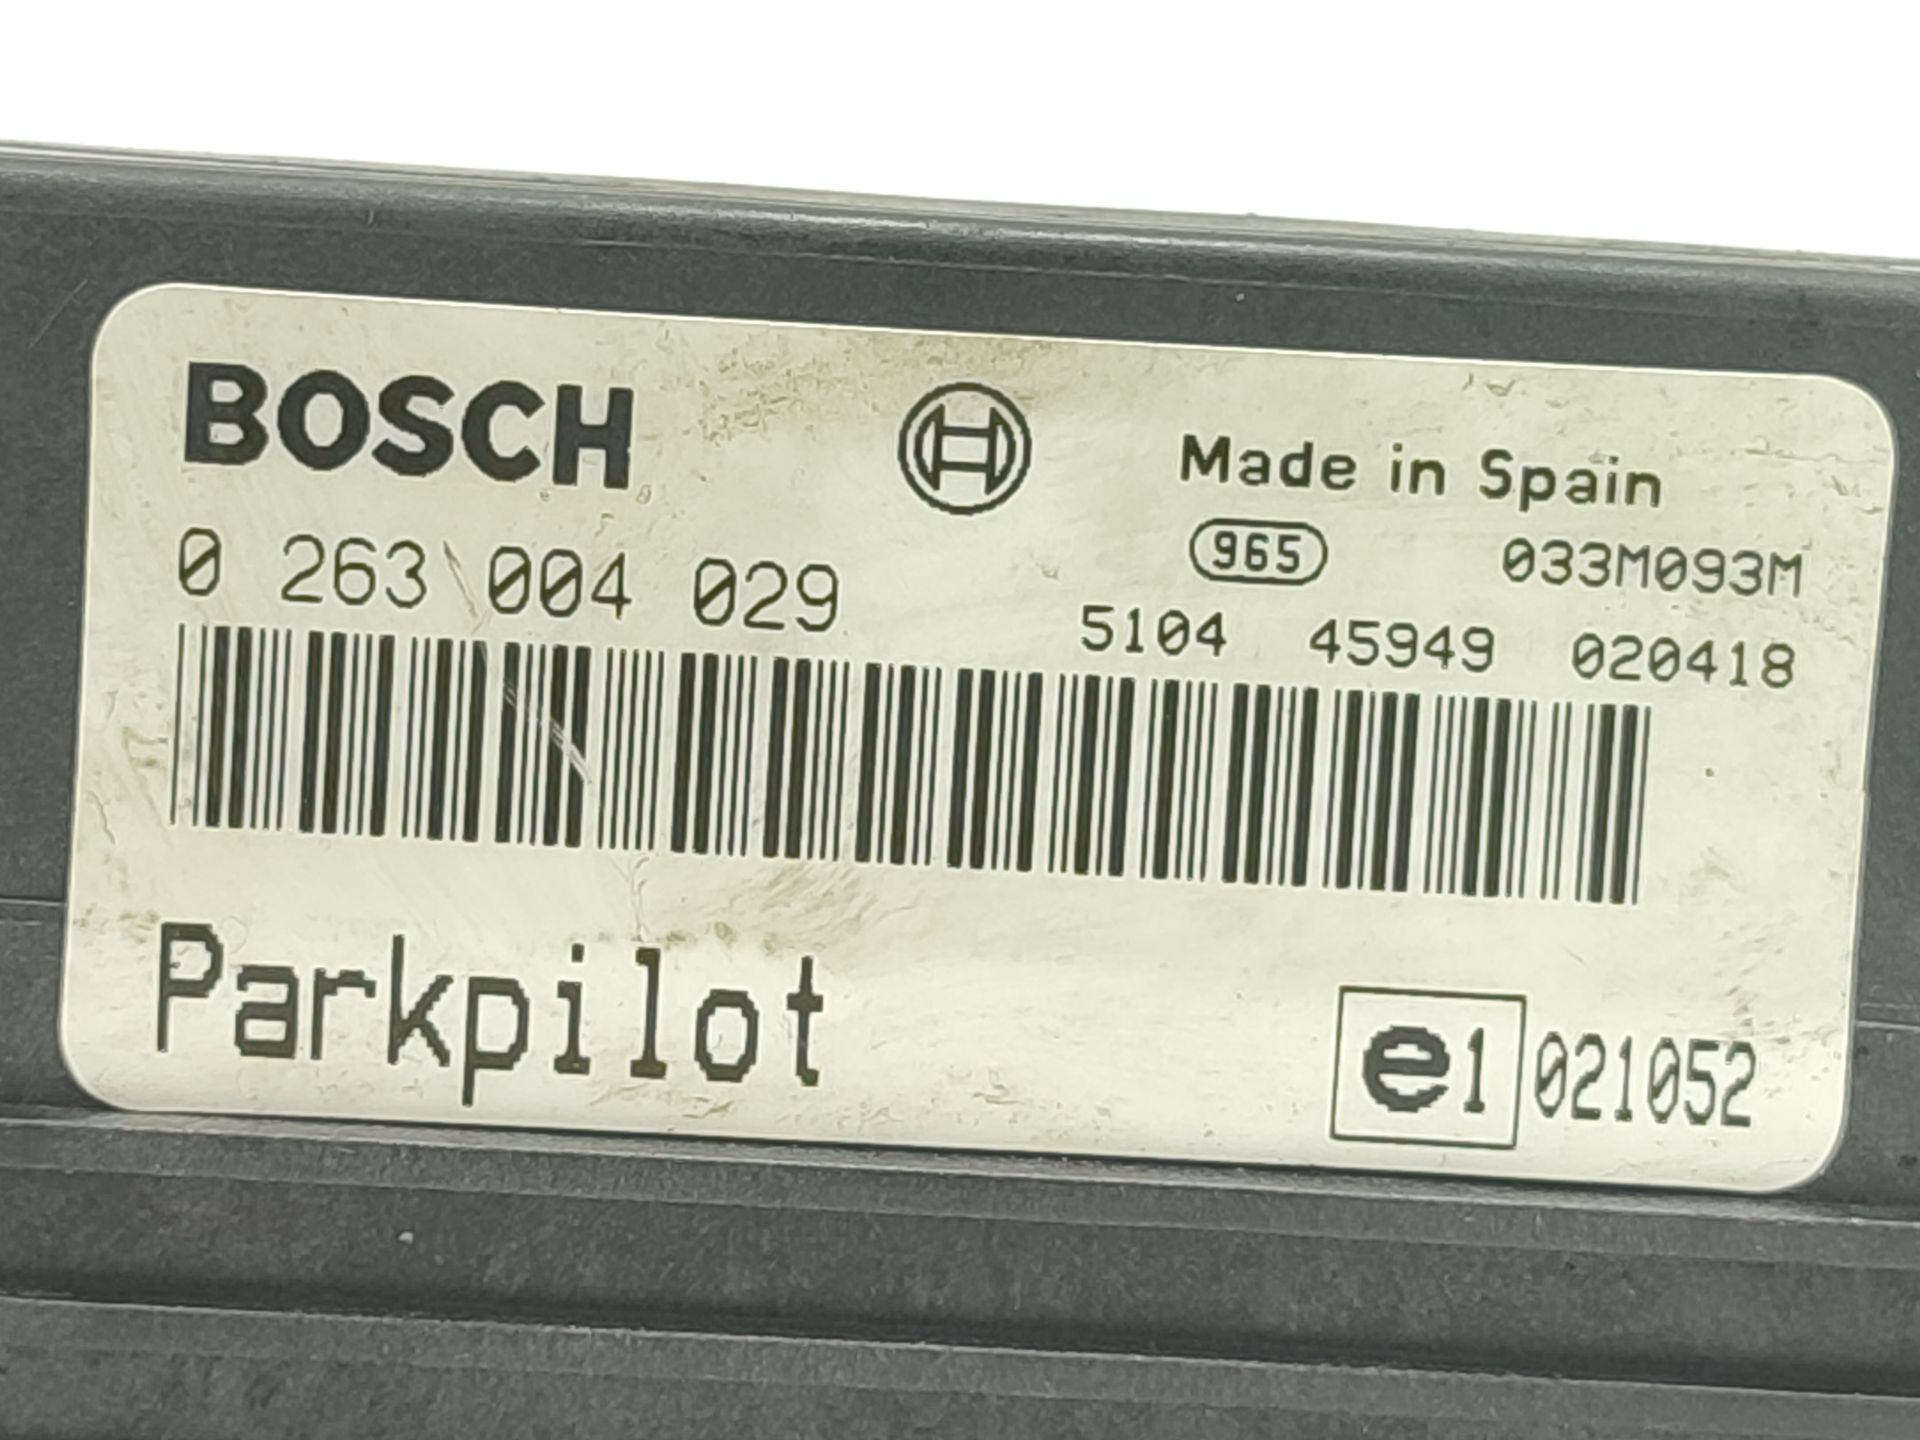 BOSCH
Made in Spain
965 033M093M
0 263 004 029
5104 45949 020418
Parkpilot
e1 021052